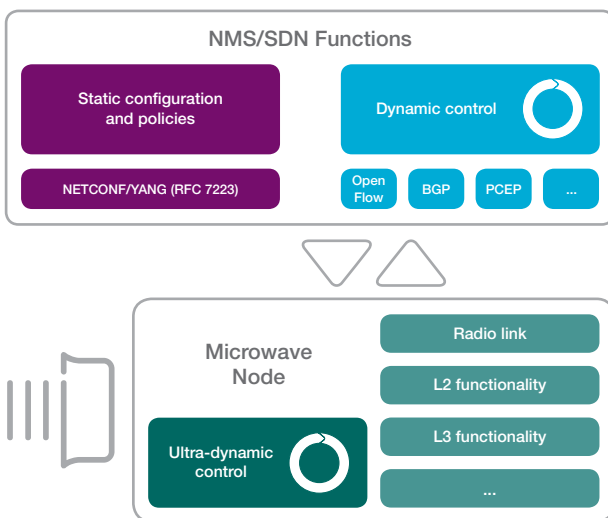 NMS/SDN Functions
Static configuration
and policies
Dynamic control
NETCONF/YANG (RFC 7223)
Open
Flow
BGP
PCEP
...
Microwave
Node
Ultra-dynamic
control
Radio link
L2 functionality
L3 functionality
...